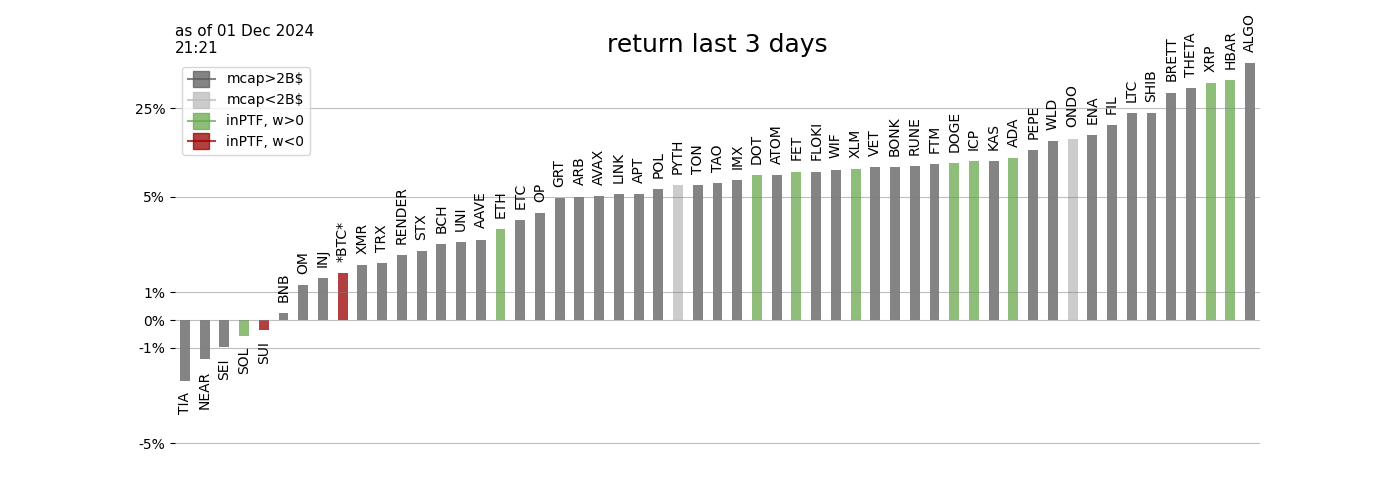 as of 01 Dec 2024
21:21
return last 3 days
mcap>2B$
mcap<2B$
inPTF, w>0
inPTF, w<0
25%
5%
1%
0%
-1%
-5%
TIA
NEAR
SEI
SOL
SUI
BNB
OM
INJ
*BTC*
XMR
TRX
RENDER
STX
BCH
UNI
AAVE
ETH
ETC
OP
GRT
ARB
AVAX
LINK
APT
POL
PYTH
TON
TAO
IMX
DOT
ATOM
FET
FLOKI
WIF
XLM
VET
BONK
RUNE
FTM
DOGE
ICP
KAS
ADA
PEPE
WLD
ONDO
ENA
FIL
LTC
SHIB
BRETT
THETA
XRP
HBAR
ALGO